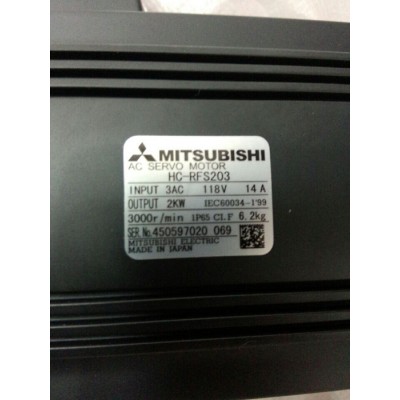 MITSUBISHI
AC SERVO MOTOR
HC-RFS203
INPUT 3AC 118V 14 A
OUTPUT 2KW IEC60034-1'99
3000r/min IP65 CI.F 6.2kg
SER.No.450597020 069
MITSUBISHI ELECTRIC
MADE IN JAPAN